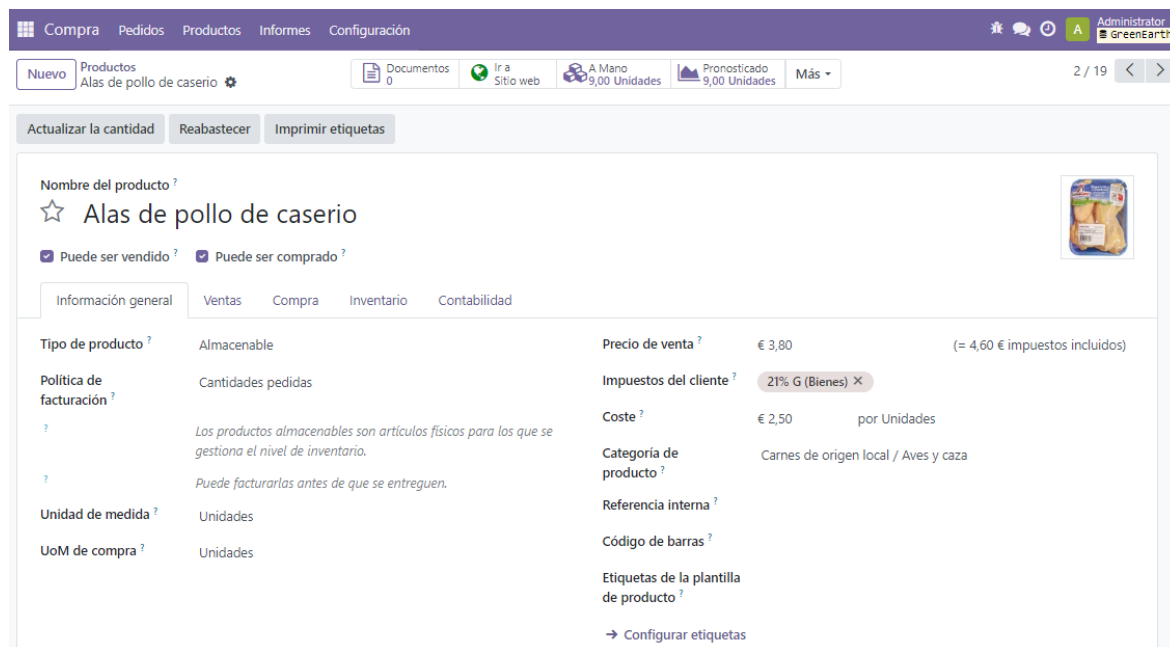 Compra Pedidos Productos Informes Configuración A Administrator
GreenEarth
Nuevo Productos
Alas de pollo de caserio
Documentos
0
Ir a
Sitio web
A Mano
9,00 Unidades
Pronosticado
9,00 Unidades
Más
2 / 19
Actualizar la cantidad Reabastecer Imprimir etiquetas
Nombre del producto ?
Alas de pollo de caserio
Puede ser vendido ? Puede ser comprado ?
Información general Ventas Compra Inventario Contabilidad
Tipo de producto ? Almacenable
Política de
facturación ? Cantidades pedidas
? Los productos almacenables son artículos físicos para los que se
gestiona el nivel de inventario.
? Puede facturarlas antes de que se entreguen.
Unidad de medida ? Unidades
UoM de compra ? Unidades
Precio de venta ? € 3,80 (= 4,60 € impuestos incluidos)
Impuestos del cliente ? 21% G (Bienes) ✕
Coste ? € 2,50 por Unidades
Categoría de
producto ? Carnes de origen local / Aves y caza
Referencia interna ?
Código de barras ?
Etiquetas de la plantilla
de producto ?
→ Configurar etiquetas